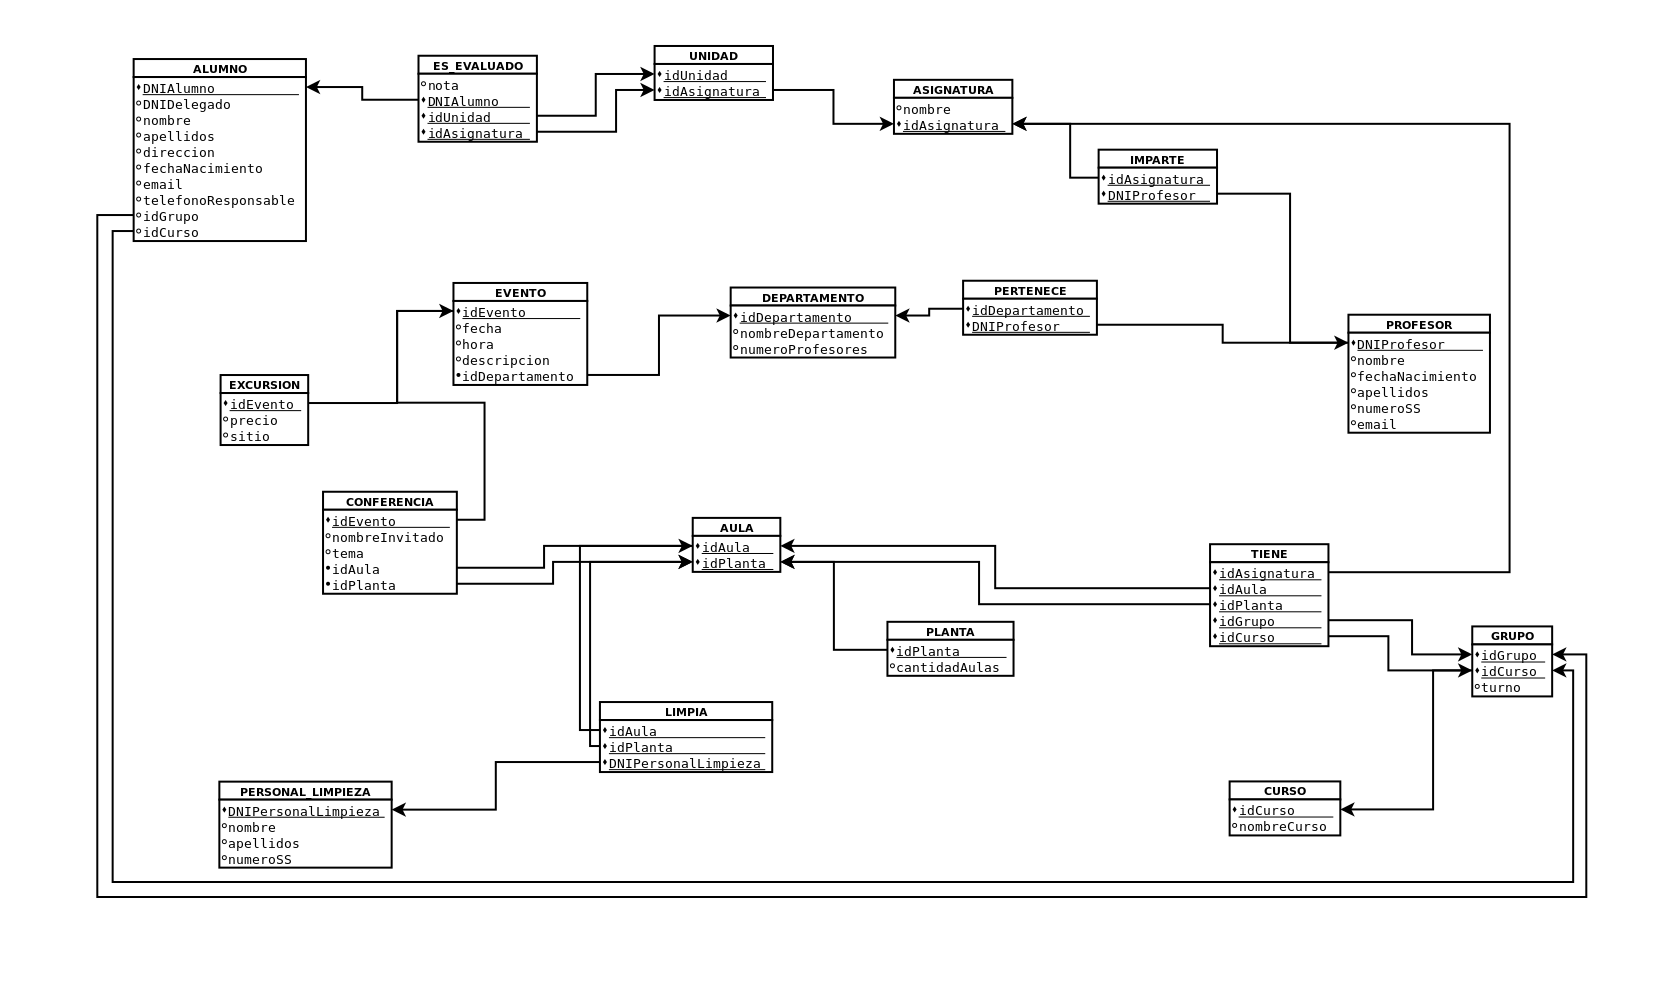 ALUMNO
DNIAlumno
DNIDelegado
nombre
apellidos
direccion
fechaNacimiento
email
telefonoResponsable
idGrupo
idCurso
ES_EVALUADO
nota
DNIAlumno
idUnidad
idAsignatura
UNIDAD
idUnidad
idAsignatura
ASIGNATURA
nombre
idAsignatura
IMPARTE
idAsignatura
DNIProfesor
EVENTO
idEvento
fecha
hora
descripcion
idDepartamento
DEPARTAMENTO
idDepartamento
nombreDepartamento
numeroProfesores
PERTENECE
idDepartamento
DNIProfesor
PROFESOR
DNIProfesor
nombre
fechaNacimiento
apellidos
numeroSS
email
EXCURSION
idEvento
precio
sitio
CONFERENCIA
idEvento
nombreInvitado
tema
idAula
idPlanta
AULA
idAula
idPlanta
TIENE
idAsignatura
idAula
idPlanta
idGrupo
idCurso
PLANTA
idPlanta
cantidadAulas
GRUPO
idGrupo
idCurso
turno
LIMPIA
idAula
idPlanta
DNIPersonalLimpieza
PERSONAL_LIMPIEZA
DNIPersonalLimpieza
nombre
apellidos
numeroSS
CURSO
idCurso
nombreCurso